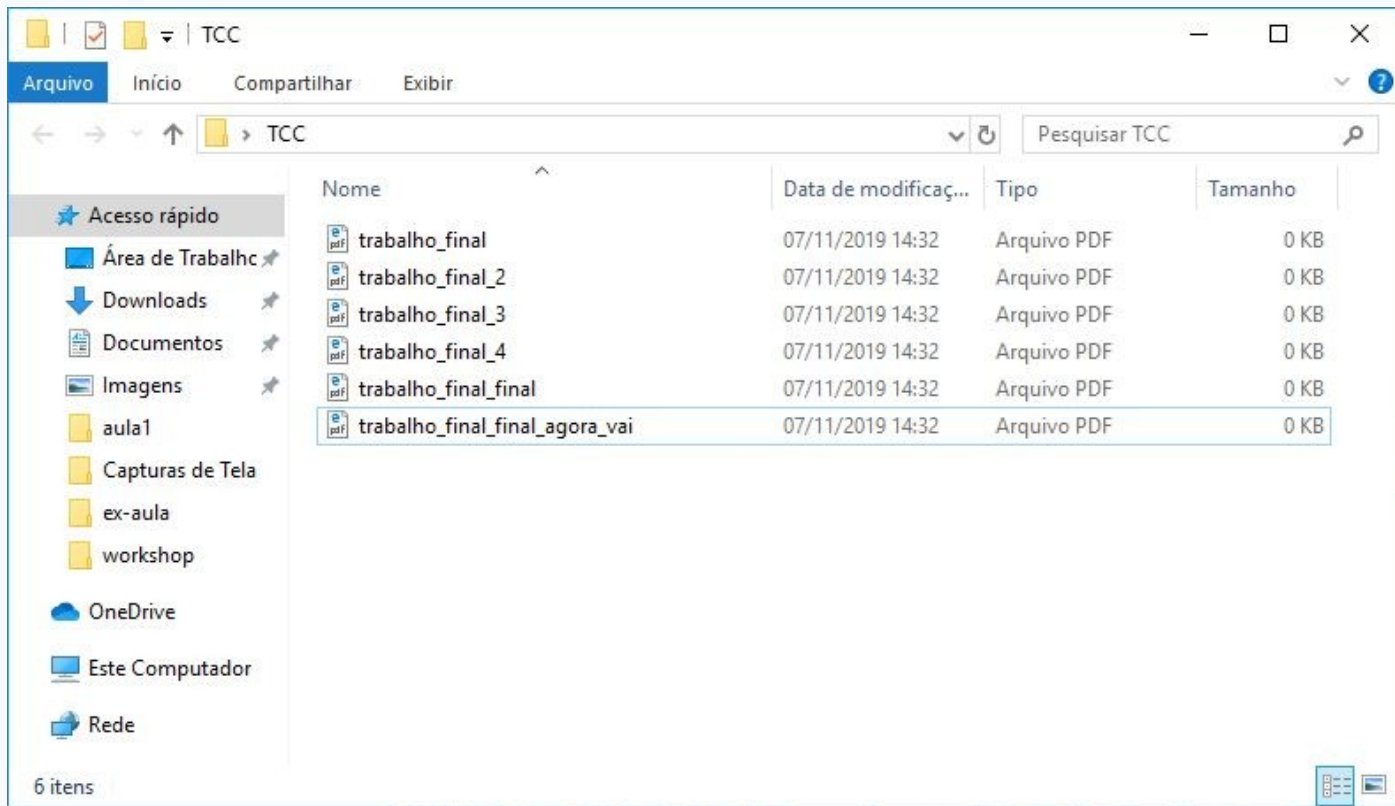 TCC
Arquivo Início Compartilhar Exibir
TCC Pesquisar TCC
Nome Data de modificaç... Tipo Tamanho
Acesso rápido
Área de Trabalhc
Downloads
Documentos
Imagens
aula1
Capturas de Tela
ex-aula
workshop
OneDrive
Este Computador
Rede
trabalho_final 07/11/2019 14:32 Arquivo PDF 0 KB
trabalho_final_2 07/11/2019 14:32 Arquivo PDF 0 KB
trabalho_final_3 07/11/2019 14:32 Arquivo PDF 0 KB
trabalho_final_4 07/11/2019 14:32 Arquivo PDF 0 KB
trabalho_final_final 07/11/2019 14:32 Arquivo PDF 0 KB
trabalho_final_final_agora_vai 07/11/2019 14:32 Arquivo PDF 0 KB
6 itens